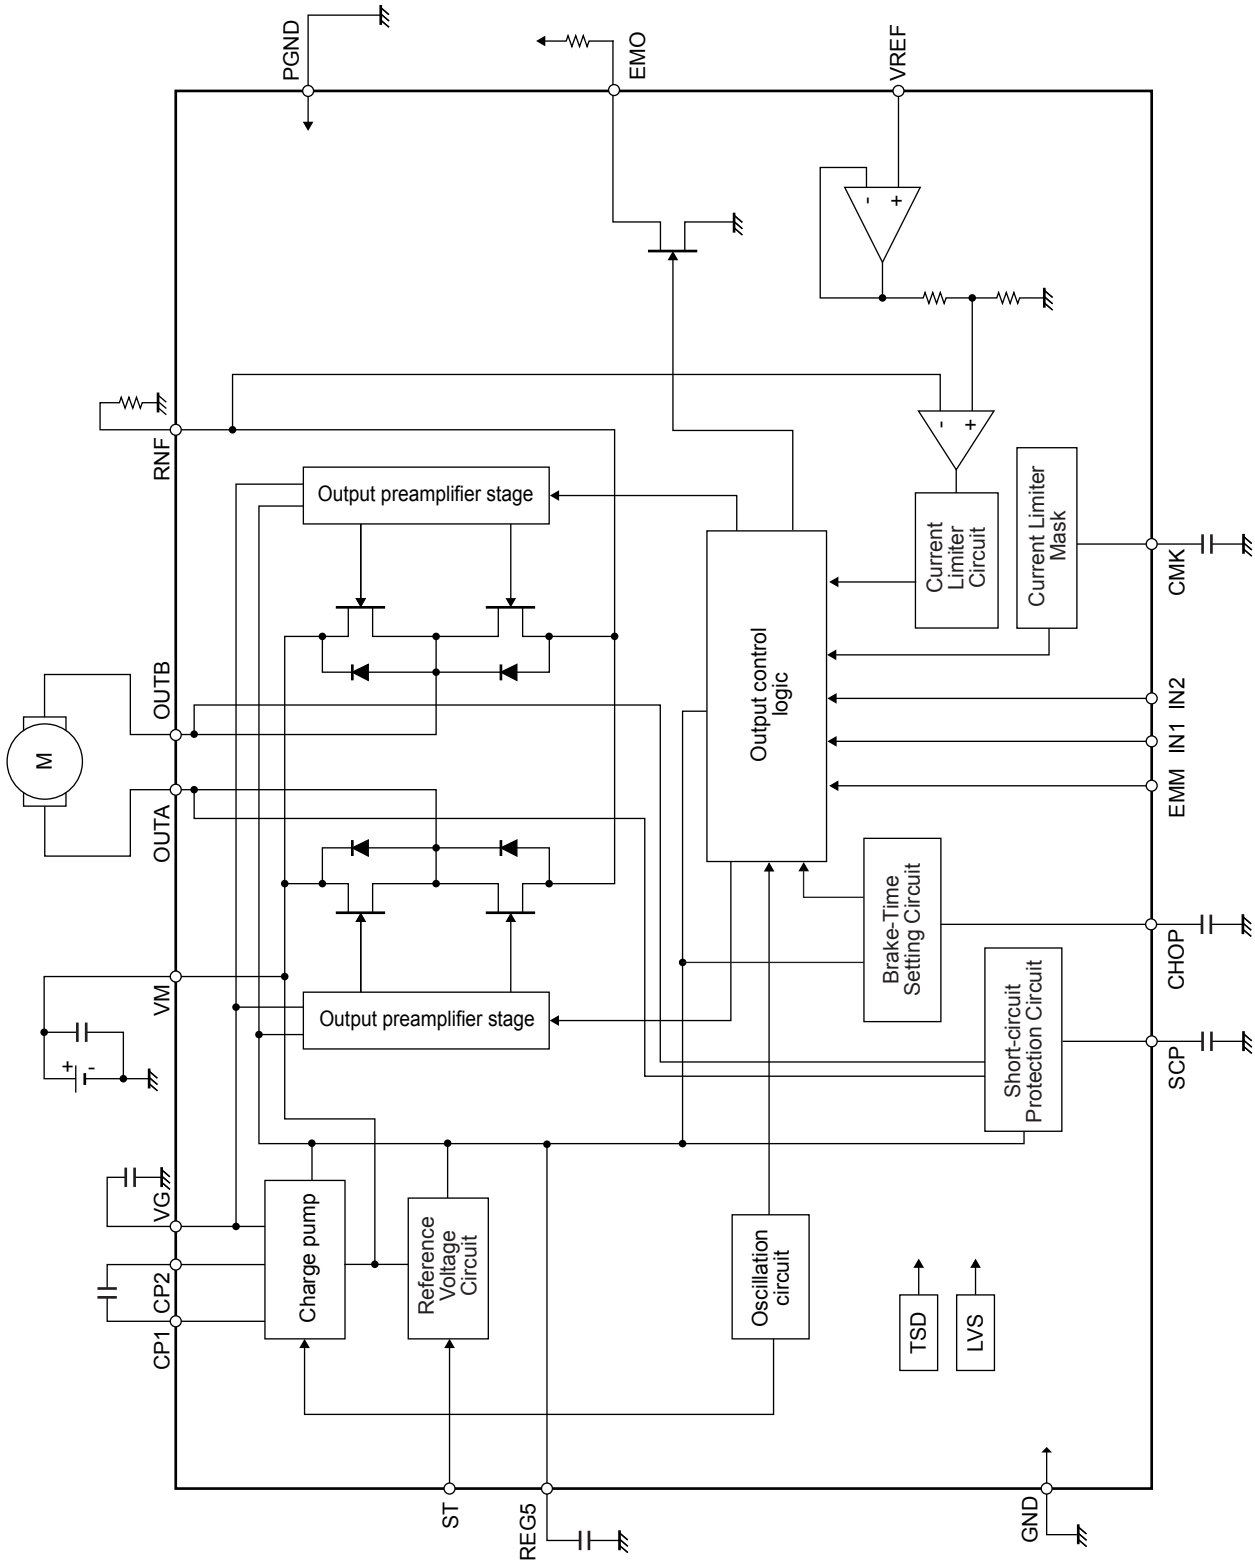 CP1
CP2
VG
+
-
VM
OUTA
M
OUTB
RNF
PGND
EMO
VREF
Charge pump
Reference
Voltage
Circuit
Output preamplifier stage
Output preamplifier stage
Oscillation
circuit
Output control
logic
Brake-Time
Setting Circuit
Short-circuit
Protection Circuit
Current
Limiter
Circuit
Current Limiter
Mask
-
+
-
+
TSD
LVS
ST
REG5
GND
SCP
CHOP
EMM
IN1
IN2
CMK